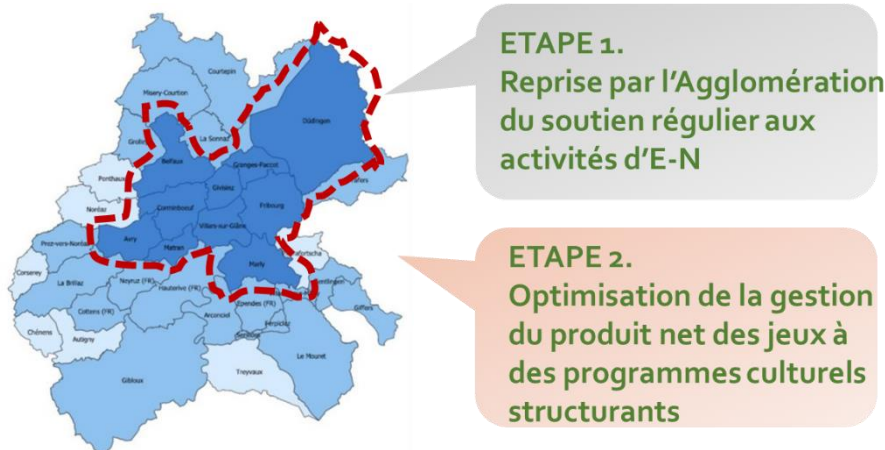 ETAPE 1.
Reprise par l'Agglomération
du soutien régulier aux
activités d'E-N
ETAPE 2.
Optimisation de la gestion
du produit net des jeux à
des programmes culturels
structurants
Courtepin
Misery-Courtion
Düdingen
La Sonnaz
Belfaux
Granges-Paccot
Ponthaux
Givisiez
Noréaz
Corminboeuf
Fribourg
Villars-sur-Glâne
Prez-vers-Noréaz
Avry
Matran
Marly
Corserey
La Brillaz
Neyruz (FR)
Hauterive (FR)
Cottens (FR)
Arconciel
Ependes (FR)
Giffers
Chénens
Autigny
Le Mouret
Treyvaux
Gibloux